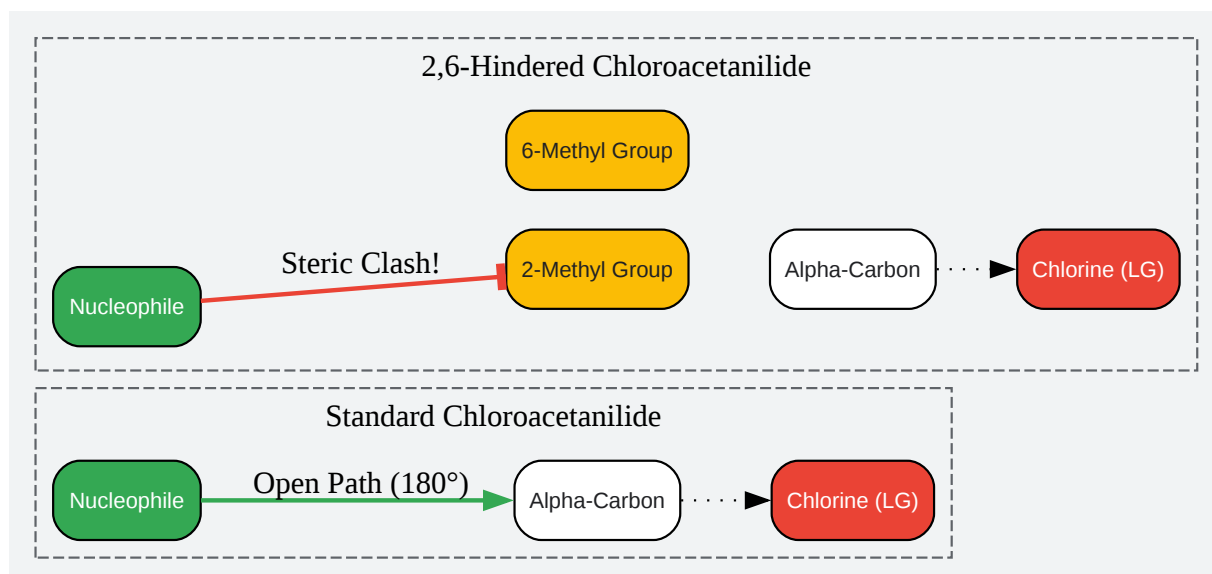 2,6-Hindered Chloroacetanilide
6-Methyl Group
Steric Clash!
2-Methyl Group
Alpha-Carbon
Chlorine (LG)
Nucleophile
Standard Chloroacetanilide
Open Path (180°)
Nucleophile
Alpha-Carbon
Chlorine (LG)